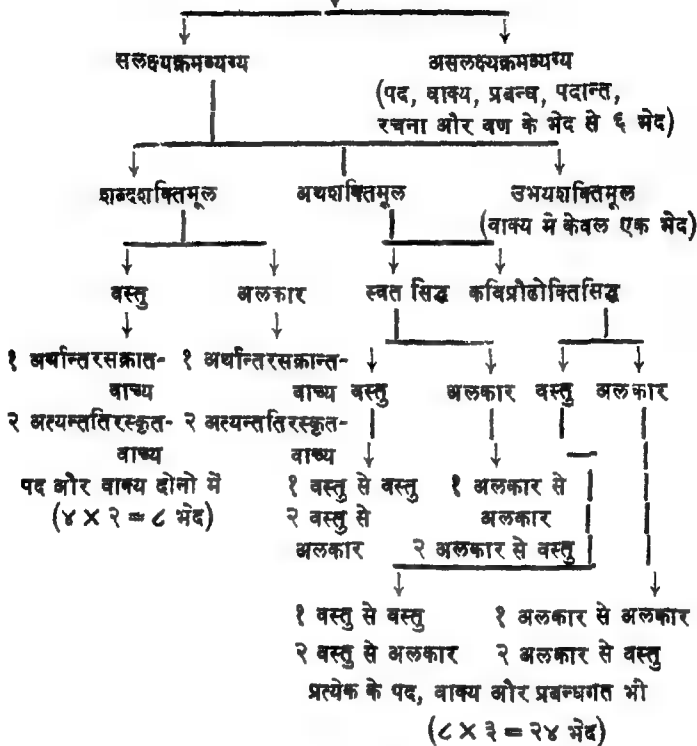 सलक्ष्यक्रमव्यग्य असलक्ष्यक्रमव्यग्य
(पद, वाक्य, प्रबन्ध, पदान्त,
रचना और वण के भेद से ६ भेद)
शब्दशक्तिमूल अथशक्तिमूल उभयशक्तिमूल
(वाक्य मे केवल एक भेद)
वस्तु अलकार स्वत सिद्ध कविप्रौढोक्तिसिद्ध
१ अर्थान्तरसक्रात- १ अर्थान्तरसक्रान्त-
वाच्य वाच्य वस्तु अलकार वस्तु अलकार
२ अत्यन्ततिरस्कृत- २ अत्यन्ततिरस्कृत-
वाच्य वाच्य
पद और वाक्य दोनो में १ वस्तु से वस्तु १ अलकार से
(४ × २ = ८ भेद) २ वस्तु से अलकार
अलकार २ अलकार से वस्तु
१ वस्तु से वस्तु १ अलकार से अलकार
२ वस्तु से अलकार २ अलकार से वस्तु
प्रत्येक के पद, वाक्य और प्रबन्धगत भी
(८ × ३ = २४ भेद)